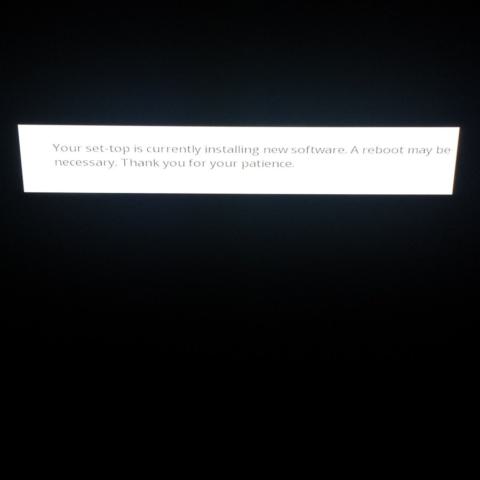 Your set-top is currently installing new software. A reboot may be
necessary. Thank you for your patience.